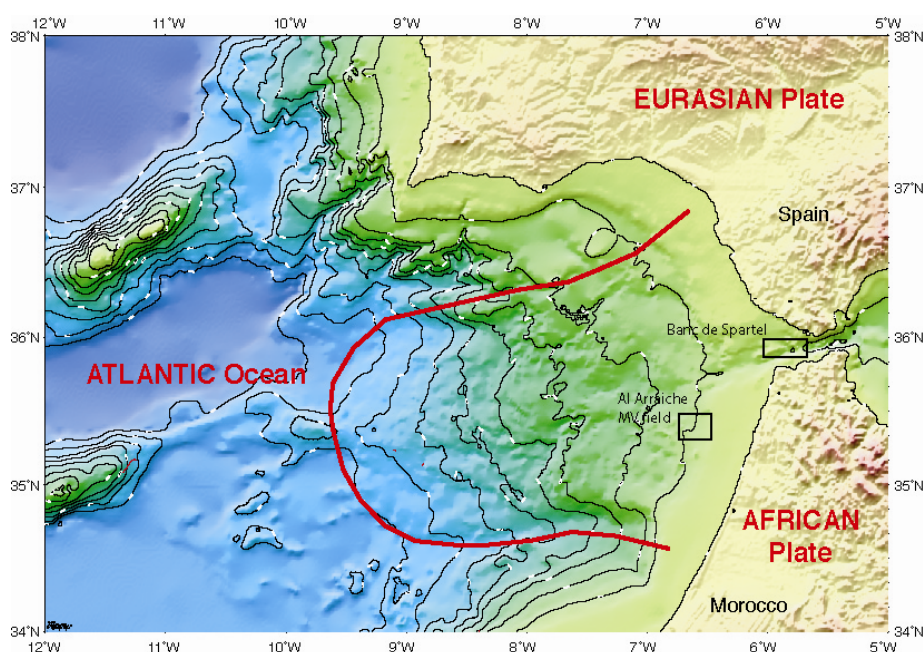 12°W 11°W 10°W 9°W 8°W 7°W 6°W 5°W
38°N 38°N
EURASIAN Plate
37°N 37°N
Spain
36°N 36°N
Banc de Spartel
ATLANTIC Ocean
Al Arraiche
MV field
35°N 35°N
AFRICAN
Plate
Morocco
34°N 34°N
12°W 11°W 10°W 9°W 8°W 7°W 6°W 5°W